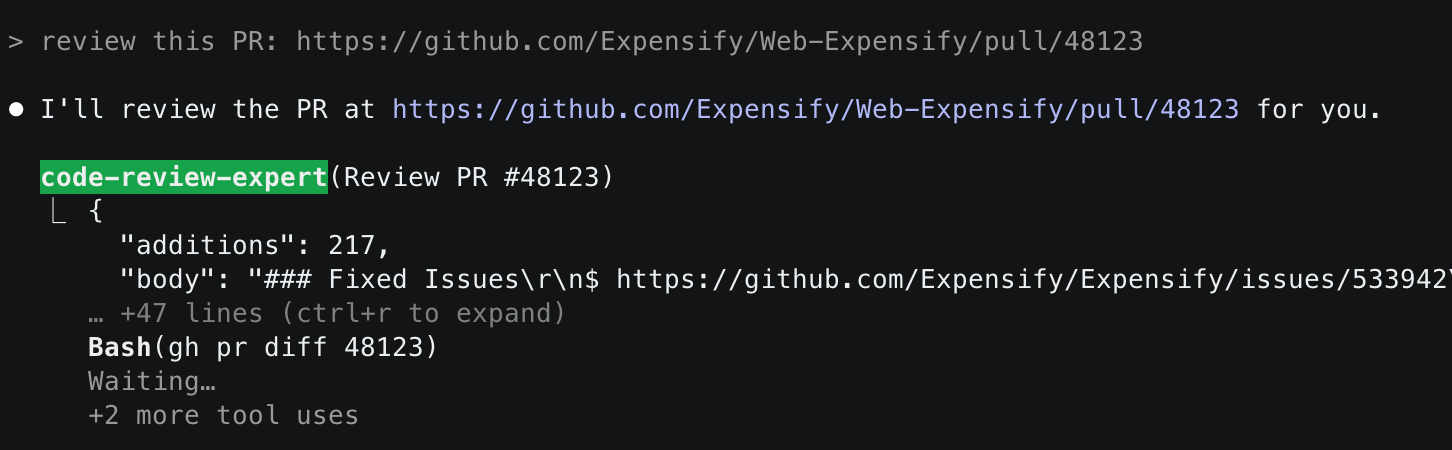 > review this PR: https://github.com/Expensify/Web-Expensify/pull/48123
● I'll review the PR at https://github.com/Expensify/Web-Expensify/pull/48123 for you.
code-review-expert(Review PR #48123)
⎿ {
"additions": 217,
"body": "### Fixed Issues\r\n$ https://github.com/Expensify/Expensify/issues/533942\
… +47 lines (ctrl+r to expand)
Bash(gh pr diff 48123)
Waiting…
+2 more tool uses